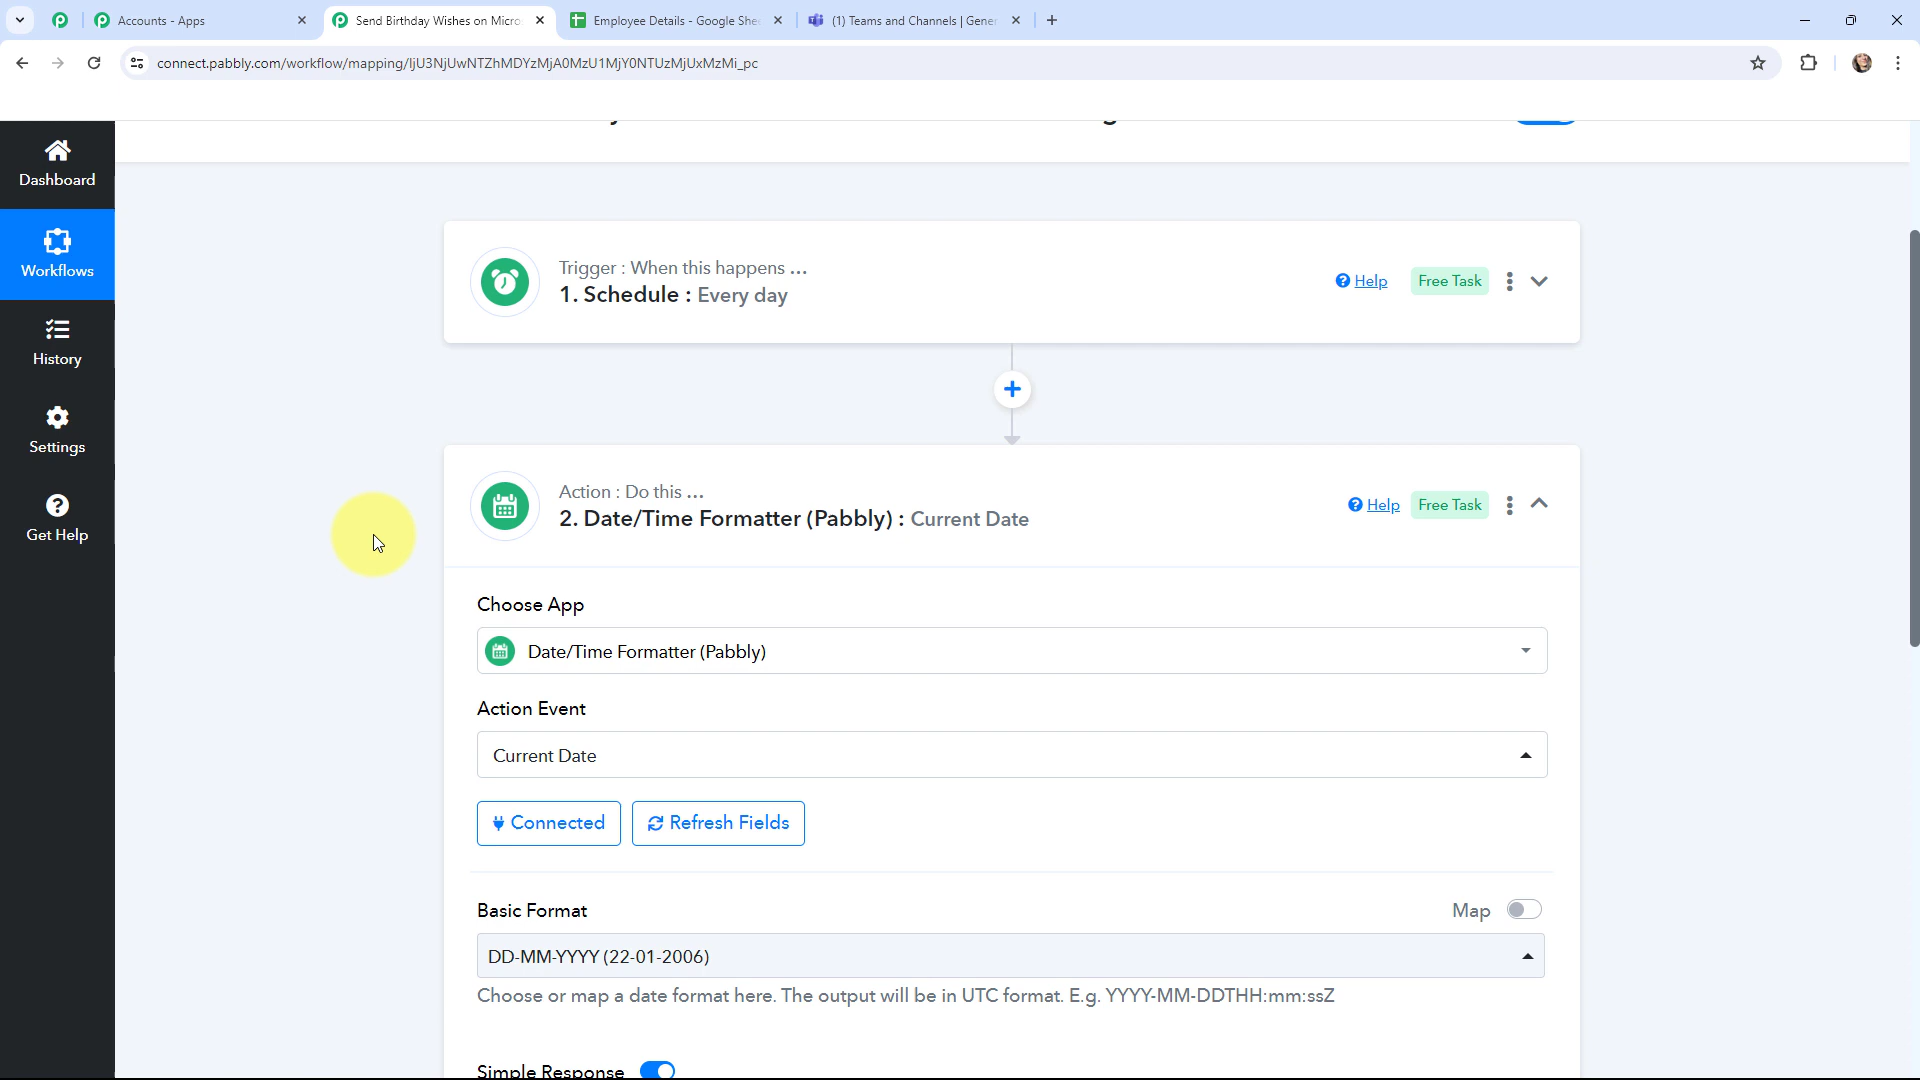 Accounts - Apps
Send Birthday Wishes on Micro
Employee Details - Google She
(1) Teams and Channels | Gener
connect.pabbly.com/workflow/mapping/IjU3NjUwNTZhMDYzMjA0MzU1MjY0NTUzMjUxMzMi_pc
Dashboard
Workflows
History
Settings
Get Help
Trigger : When this happens ...
1. Schedule : Every day
Help
Free Task
Action : Do this ...
2. Date/Time Formatter (Pabbly) : Current Date
Help
Free Task
Choose App
Date/Time Formatter (Pabbly)
Action Event
Current Date
Connected
Refresh Fields
Basic Format
Map
DD-MM-YYYY (22-01-2006)
Choose or map a date format here. The output will be in UTC format. E.g. YYYY-MM-DDTHH:mm:ssZ
Simple Response